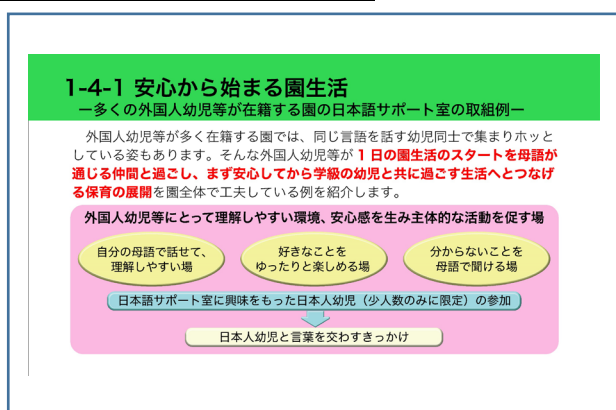 1-4-1 安心から始まる園生活
ー多くの外国人幼児等が在籍する園の日本語サポート室の取組例ー
外国人幼児等が多く在籍する園では、同じ言語を話す幼児同士で集まりホッと
している姿もあります。そんな外国人幼児等が 1 日の園生活のスタートを母語が
通じる仲間と過ごし、まず安心してから学級の幼児と共に過ごす生活へとつなげ
る保育の展開を園全体で工夫している例を紹介します。
外国人幼児等にとって理解しやすい環境、安心感を生み主体的な活動を促す場
自分の母語で話せて、
理解しやすい場
好きなことを
ゆったりと楽しめる場
分からないことを
母語で聞ける場
日本語サポート室に興味をもった日本人幼児（少人数のみに限定）の参加
日本人幼児と言葉を交わすきっかけ